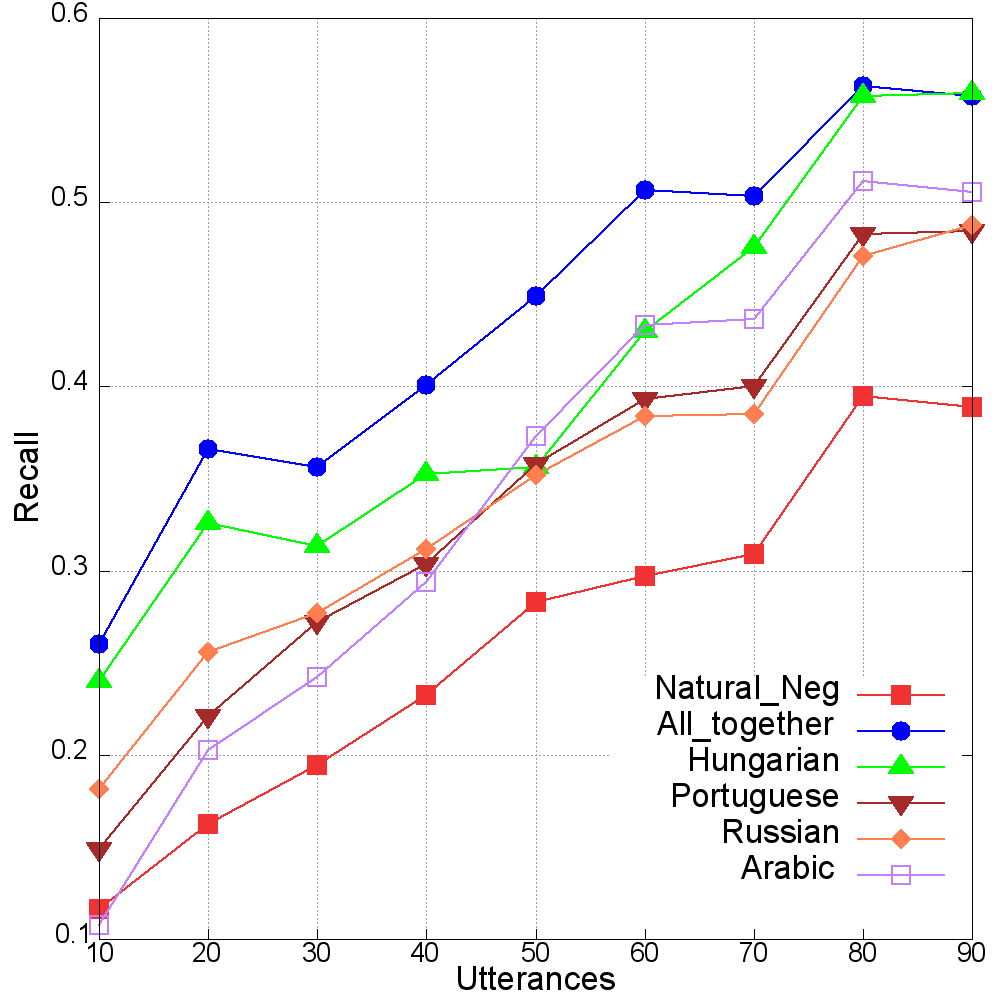 0.6
0.5
0.4
0.3
0.2
0.1
Recall
10 20 30 40 50 60 70 80 90
Utterances
Natural_Neg
All_together
Hungarian
Portuguese
Russian
Arabic